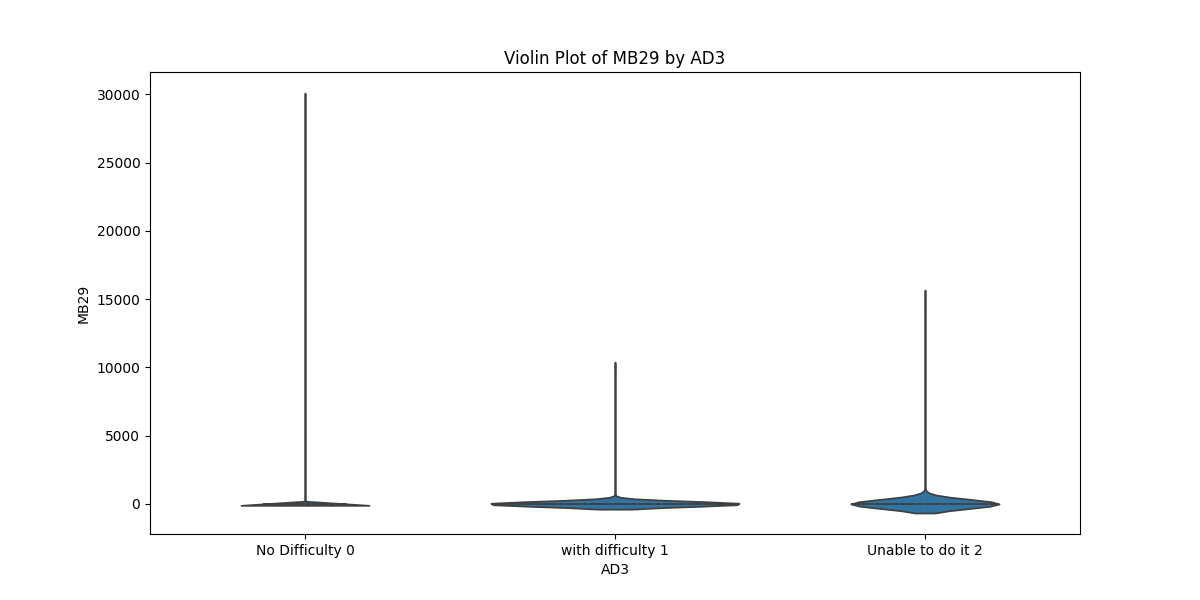 Violin Plot of MB29 by AD3
30000
25000
20000
15000
10000
5000
0
MB29
No Difficulty 0
with difficulty 1
Unable to do it 2
AD3